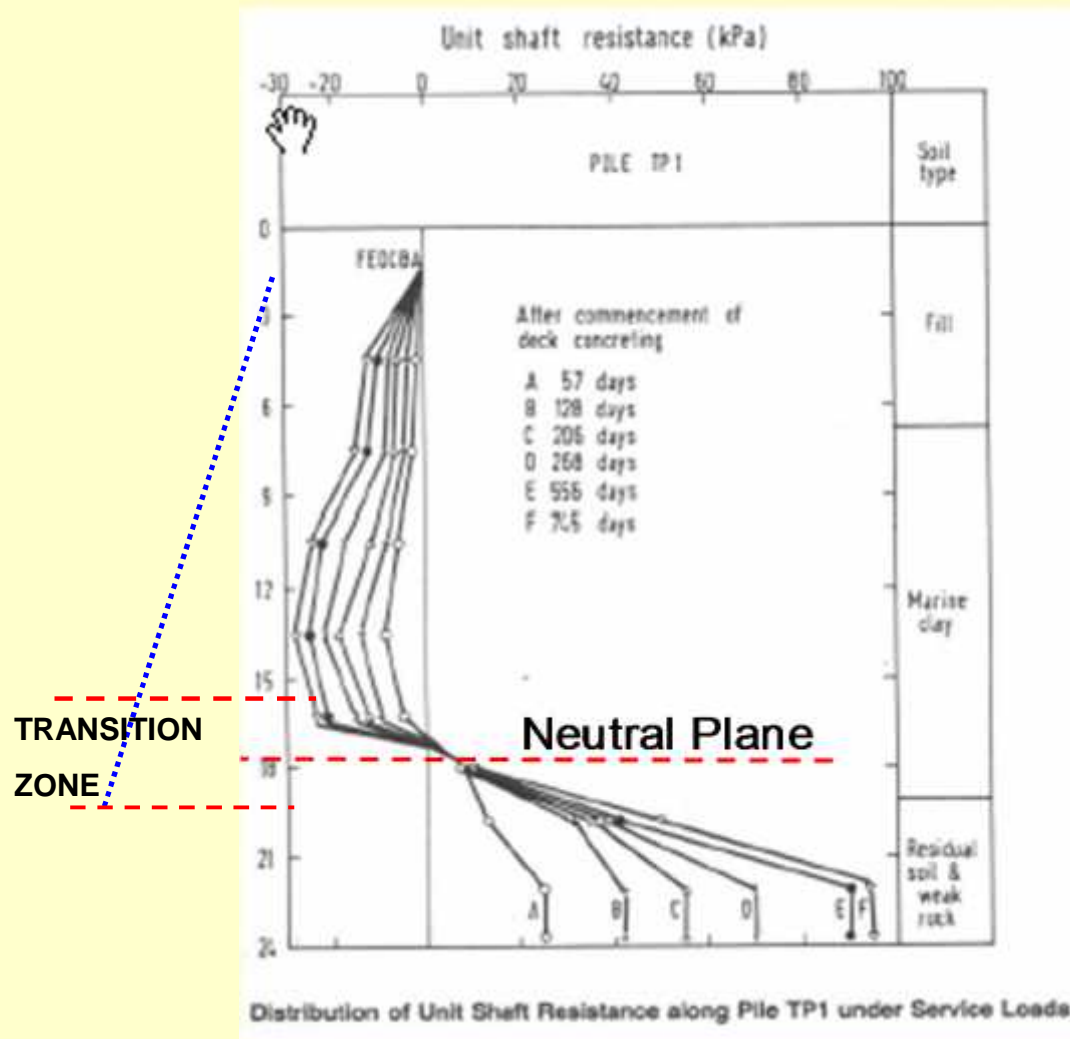 Unit shaft resistance (kPa)
-30 -20 0 20 40 60 80 100
PILE TP1
Soil
type
0
FEDCBA
3
After commencement of
deck concreting
Fill
A 57 days
6
B 128 days
C 206 days
D 268 days
9
E 556 days
F 745 days
12
Marine
clay
15
TRANSITION
Neutral Plane
18
ZONE
21
Residual
soil &
weak
rock
A B C D E F
24
Distribution of Unit Shaft Resistance along Pile TP1 under Service Loads